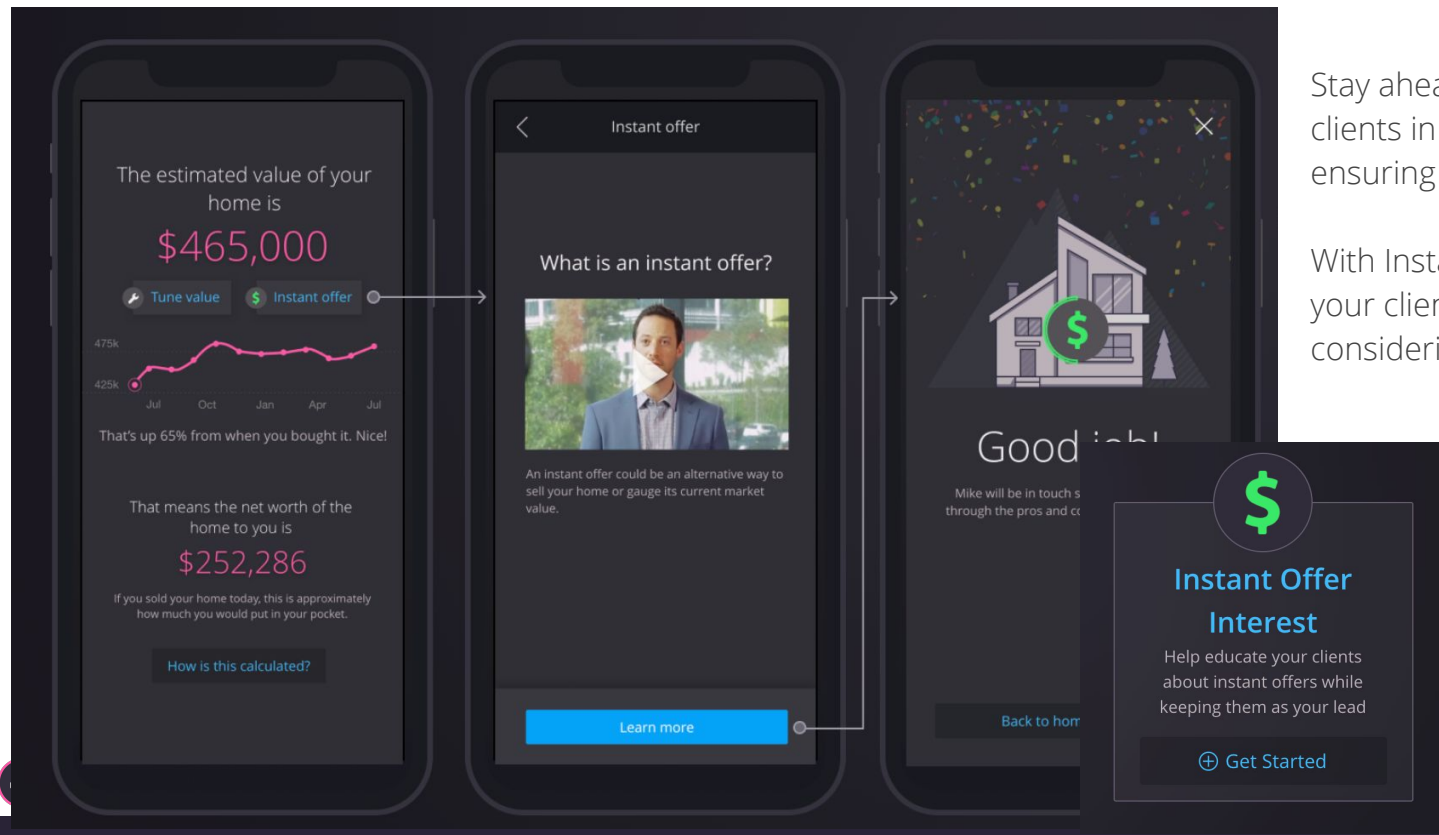 The estimated value of your
home is
$465,000
Tune value
$ Instant offer
475k
425k
Jul Oct Jan Apr Jul
That's up 65% from when you bought it. Nice!
That means the net worth of the
home to you is
$252,286
If you sold your home today, this is approximately
how much you would put in your pocket.
How is this calculated?
Instant offer
What is an instant offer?
An instant offer could be an alternative way to
sell your home or gauge its current market
value.
Learn more
$
Good
Mike will be in touch
through the pros and
Back to
Stay
clients in
ensuring
With
your
$
Instant Offer
Interest
Help educate your clients
about instant offers while
keeping them as your lead
Get Started